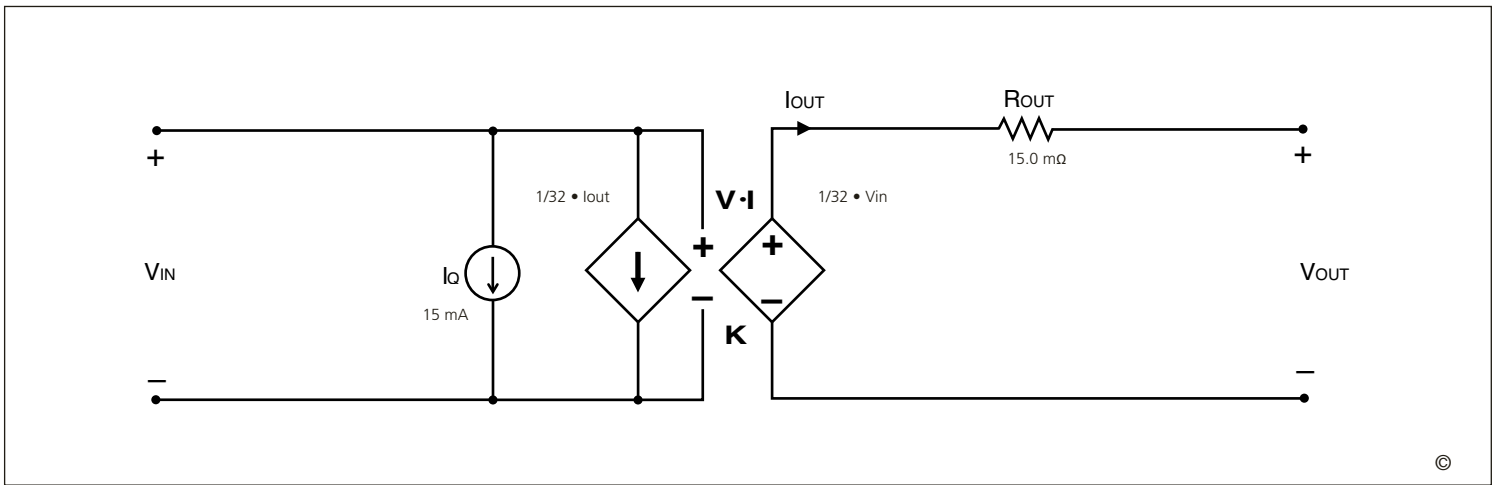 IOUT
ROUT
15.0 mΩ
+
+
1/32 • Iout
V·I
1/32 • Vin
+
+
VIN
IQ
VOUT
15 mA
–
–
K
–
–
©